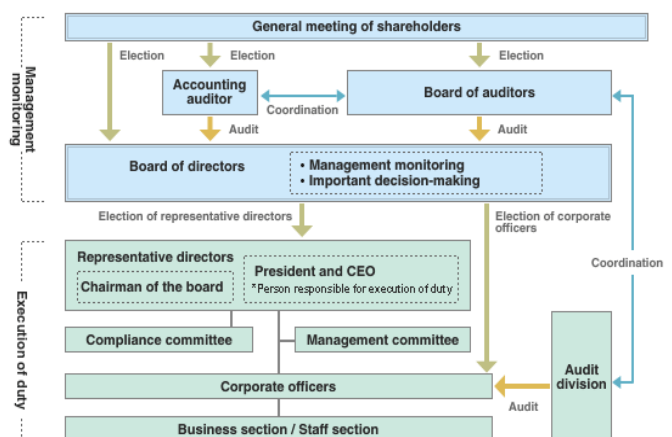 General meeting of shareholders
Election
Election
Election
Management
monitoring
Accounting
auditor
Coordination
Board of auditors
Audit
Audit
Board of directors
• Management monitoring
• Important decision-making
Election of representative directors
Election of corporate
officers
Coordination
Execution of duty
Representative directors
Chairman of the board
President and CEO
*Person responsible for execution of duty
Compliance committee
Management committee
Audit
division
Corporate officers
Audit
Business section / Staff section